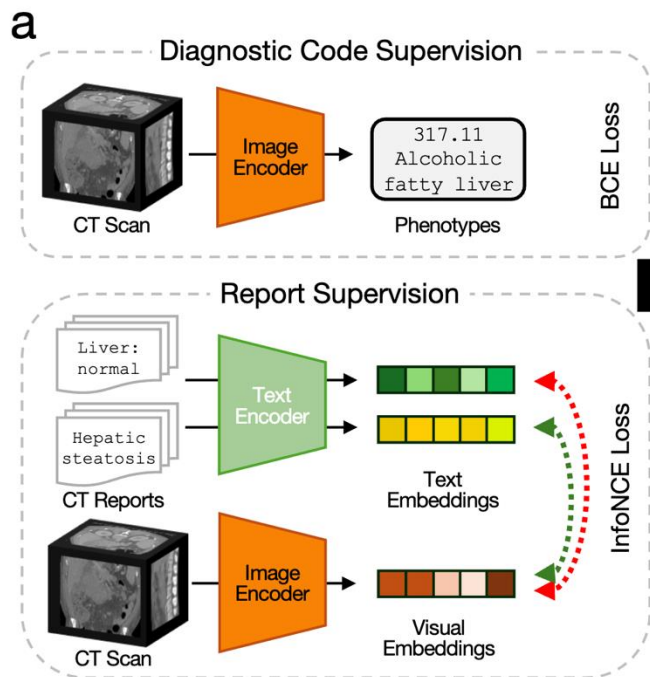 a
Diagnostic Code Supervision
CT Scan
Image
Encoder
317.11
Alcoholic
fatty liver
Phenotypes
BCE Loss
Report Supervision
Liver:
normal
Hepatic
steatosis
CT Reports
Text
Encoder
Text
Embeddings
InfoNCE Loss
CT Scan
Image
Encoder
Visual
Embeddings